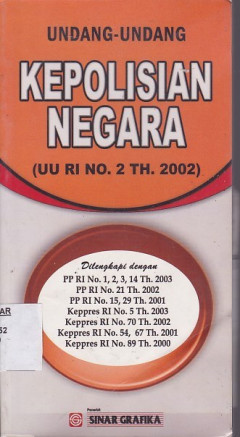 UNDANG-UNDANG
KEPOLISIAN
NEGARA
(UU RI NO. 2 TH. 2002)
Dilengkapi dengan
PP RI No. 1, 2, 3, 14 Th. 2003
PP RI No. 21 Th. 2002
PP RI No. 15, 29 Th. 2001
Keppres RI No. 5 Th. 2003
Keppres RI No. 70 Th. 2002
Keppres RI No. 54, 67 Th. 2001
Keppres RI No. 89 Th. 2000
AR
52
Penerbit
SINAR GRAFIKA